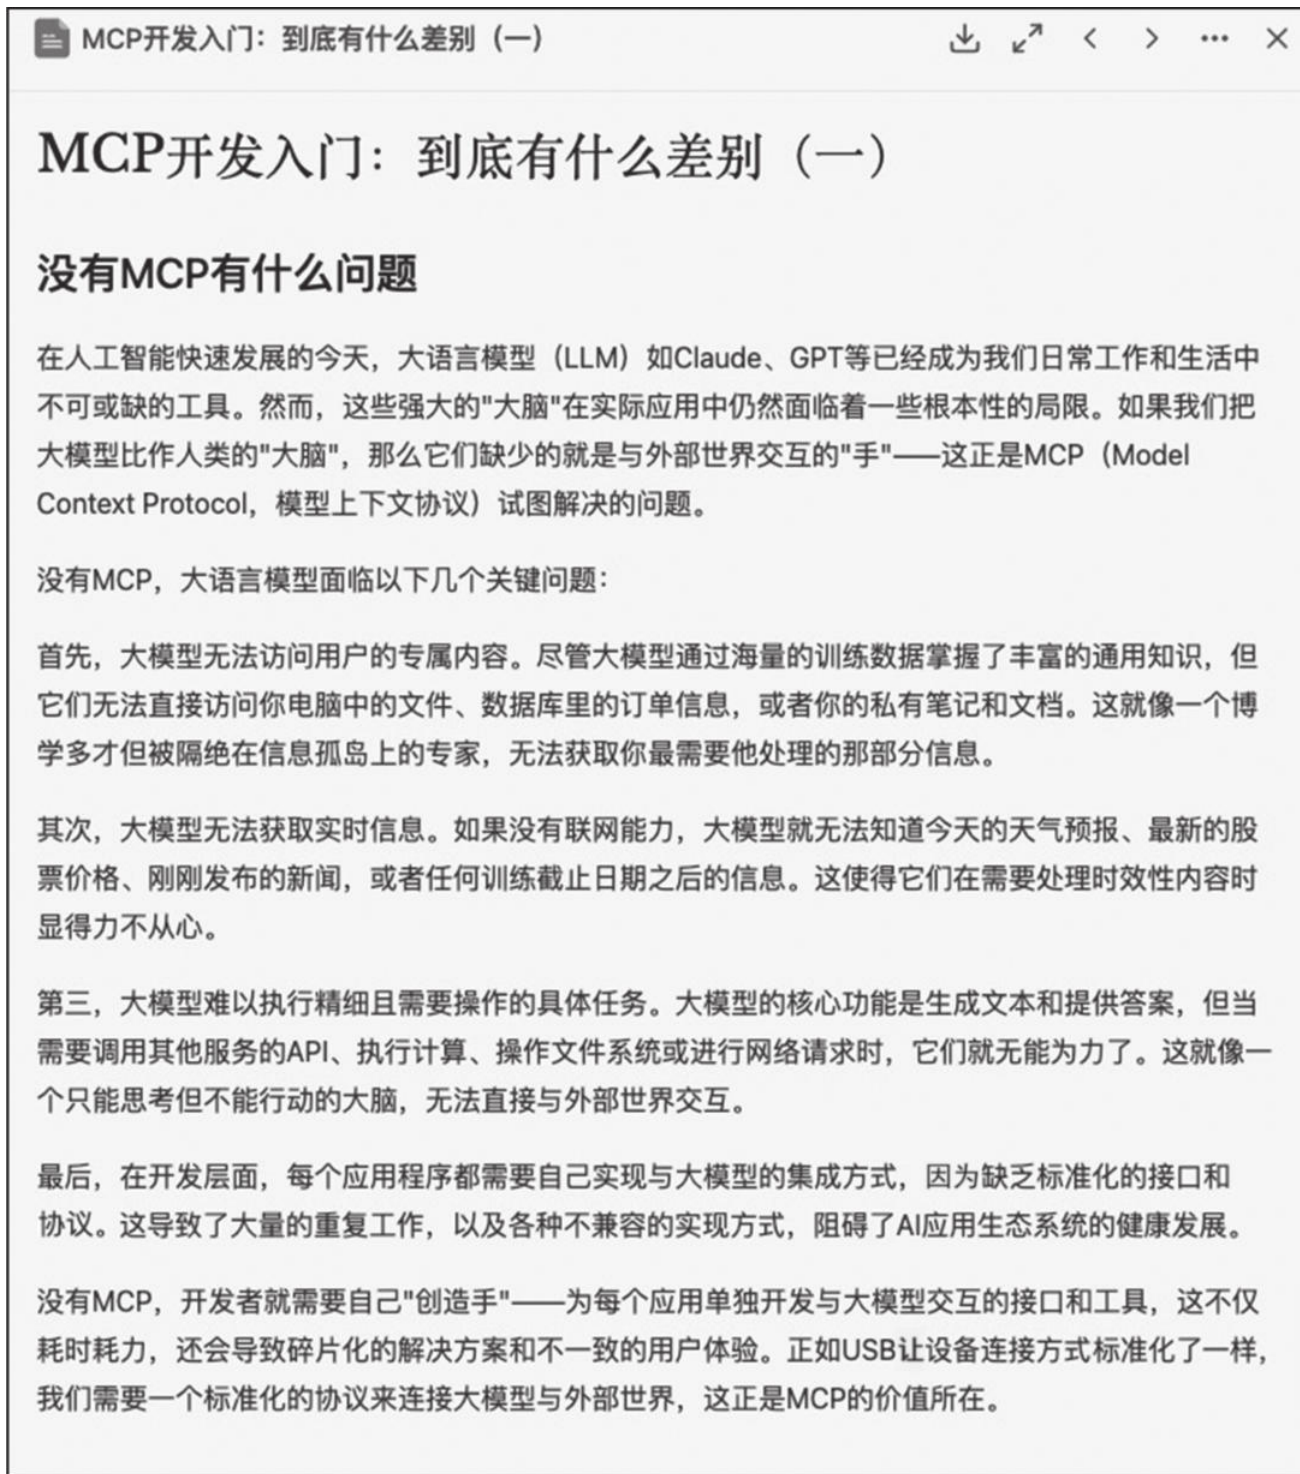 MCP开发入门：到底有什么差别（一）
MCP开发入门：到底有什么差别（一）
没有MCP有什么问题
在人工智能快速发展的今天，大语言模型（LLM）如Claude、GPT等已经成为我们日常工作和生活中
不可或缺的工具。然而，这些强大的"大脑"在实际应用中仍然面临着一些根本性的局限。如果我们把
大模型比作人类的"大脑"，那么它们缺少的就是与外部世界交互的"手"——这正是MCP（Model
Context Protocol，模型上下文协议）试图解决的问题。
没有MCP，大语言模型面临以下几个关键问题：
首先，大模型无法访问用户的专属内容。尽管大模型通过海量的训练数据掌握了丰富的通用知识，但
它们无法直接访问你电脑中的文件、数据库里的订单信息，或者你的私有笔记和文档。这就像一个博
学多才但被隔绝在信息孤岛上的专家，无法获取你最需要他处理的那部分信息。
其次，大模型无法获取实时信息。如果没有联网能力，大模型就无法知道今天的天气预报、最新的股
票价格、刚刚发布的新闻，或者任何训练截止日期之后的信息。这使得它们在需要处理时效性内容时
显得力不从心。
第三，大模型难以执行精细且需要操作的具体任务。大模型的核心功能是生成文本和提供答案，但当
需要调用其他服务的API、执行计算、操作文件系统或进行网络请求时，它们就无能为力了。这就像一
个只能思考但不能行动的大脑，无法直接与外部世界交互。
最后，在开发层面，每个应用程序都需要自己实现与大模型的集成方式，因为缺乏标准化的接口和
协议。这导致了大量的重复工作，以及各种不兼容的实现方式，阻碍了AI应用生态系统的健康发展。
没有MCP，开发者就需要自己"创造手"——为每个应用单独开发与大模型交互的接口和工具，这不仅
耗时耗力，还会导致碎片化的解决方案和不一致的用户体验。正如USB让设备连接方式标准化了一样，
我们需要一个标准化的协议来连接大模型与外部世界，这正是MCP的价值所在。